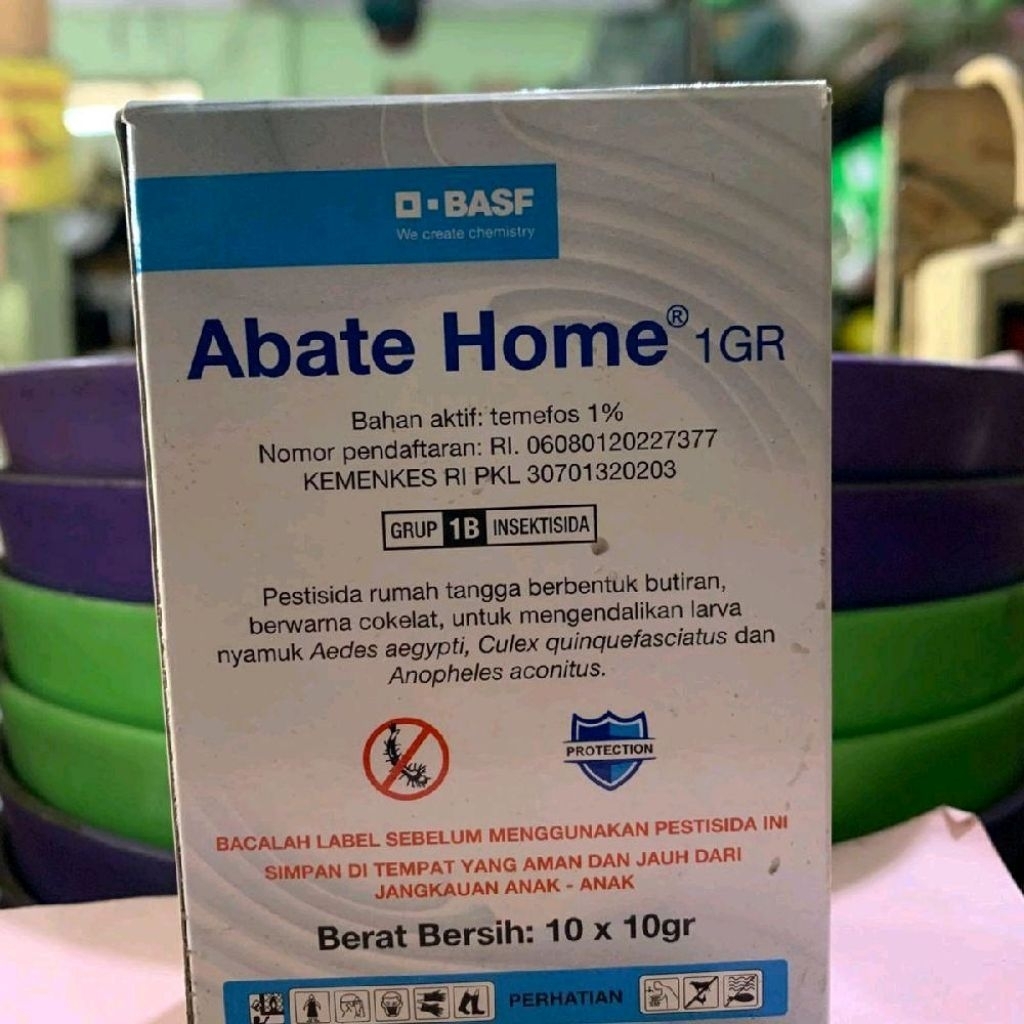 BASF
We create chemistry
Abate Home® 1GR
Bahan aktif: temefos 1%
Nomor pendaftaran: RI. 06080120227377
KEMENKES RI PKL 30701320203
GRUP 1B INSEKTISIDA
Pestisida rumah tangga berbentuk butiran,
berwarna cokelat, untuk mengendalikan larva
nyamuk Aedes aegypti, Culex quinquefasciatus dan
Anopheles aconitus.
PROTECTION
BACALAH LABEL SEBELUM MENGGUNAKAN PESTISIDA INI
SIMPAN DI TEMPAT YANG AMAN DAN JAUH DARI
JANGKAUAN ANAK - ANAK
Berat Bersih: 10 x 10gr
PERHATIAN